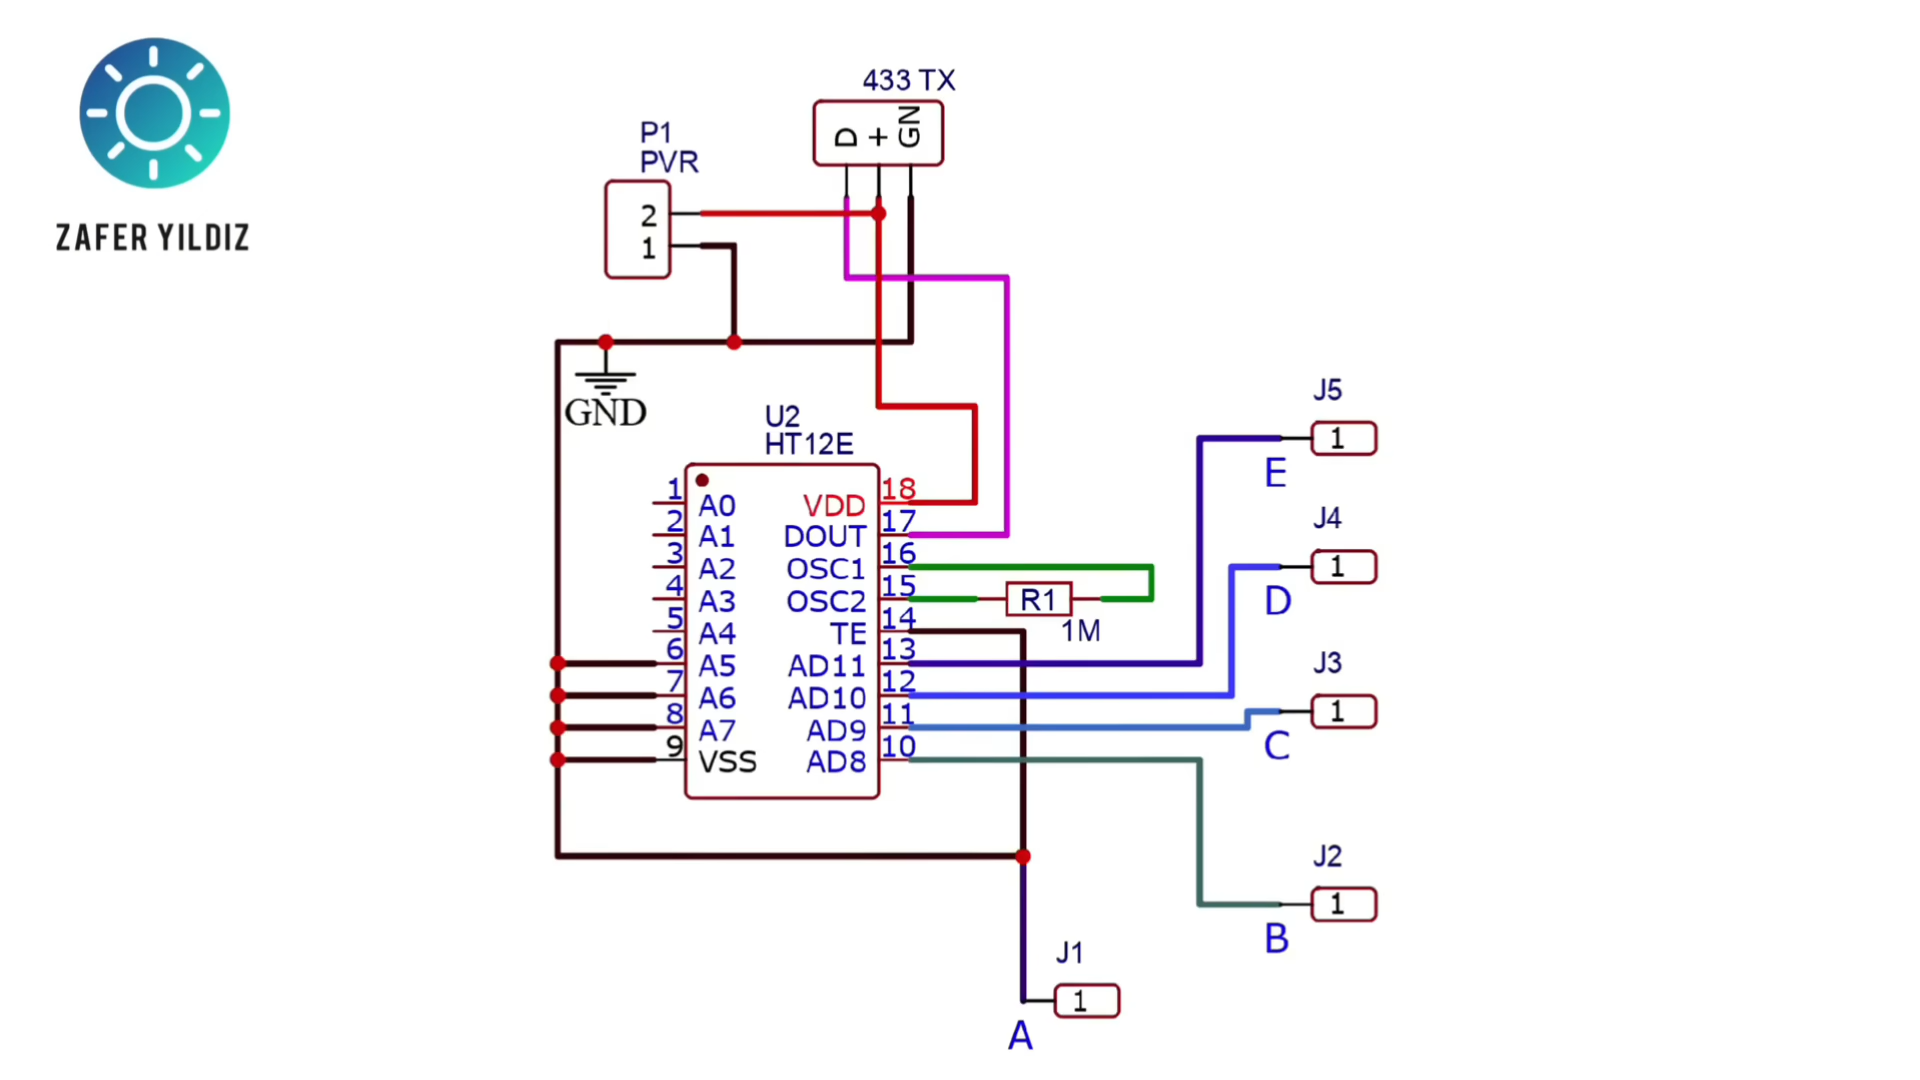 ZAFER YILDIZ
433 TX
D + GN
P1
PVR
2
1
GND
U2
HT12E
1 A0 VDD 18
2 A1 DOUT 17
3 A2 OSC1 16
4 A3 OSC2 15
5 A4 TE 14
6 A5 AD11 13
7 A6 AD10 12
8 A7 AD9 11
9 VSS AD8 10
R1
1M
J5
1
E
J4
1
D
J3
1
C
J2
1
B
J1
1
A